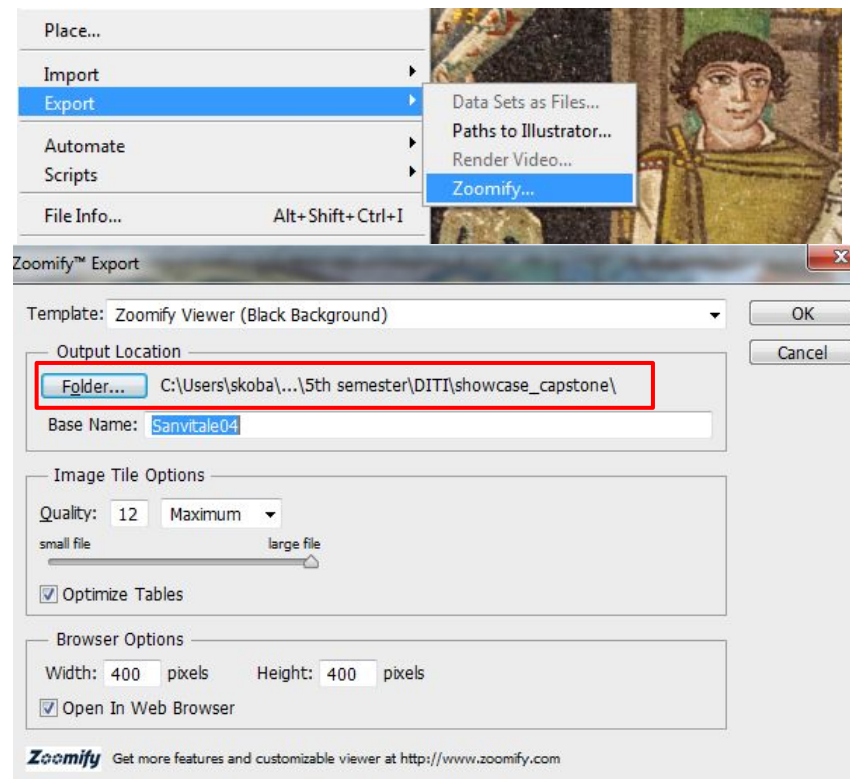 Place...
Import
Export
Data Sets as Files...
Paths to Illustrator...
Automate
Render Video...
Scripts
Zoomify...
File Info... Alt+Shift+Ctrl+I
Zoomify™ Export
Template: Zoomify Viewer (Black Background)
OK
Output Location
Cancel
Folder... C:\Users\skoba\...\5th semester\DITI\showcase_capstone\
Base Name: Sanvitale04
Image Tile Options
Quality: 12 Maximum
small file large file
Optimize Tables
Browser Options
Width: 400 pixels Height: 400 pixels
Open In Web Browser
Zoomify Get more features and customizable viewer at http://www.zoomify.com